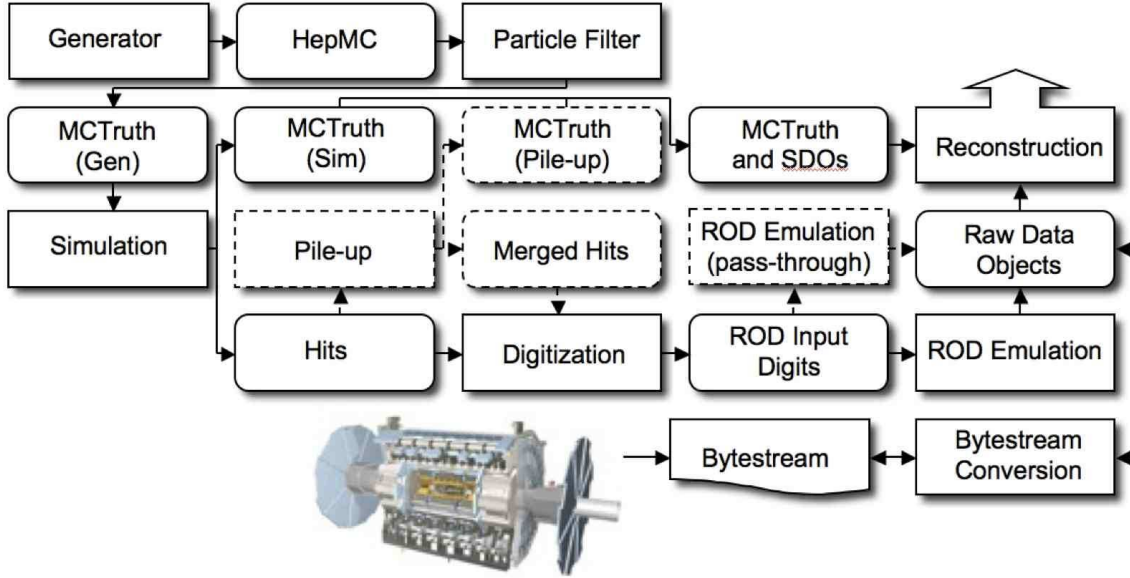 Generator
HepMC
Particle Filter
MCTruth
(Gen)
MCTruth
(Sim)
MCTruth
(Pile-up)
MCTruth
and SDOs
Reconstruction
Simulation
Pile-up
Merged Hits
ROD Emulation
(pass-through)
Raw Data
Objects
Hits
Digitization
ROD Input
Digits
ROD Emulation
Bytestream
Bytestream
Conversion